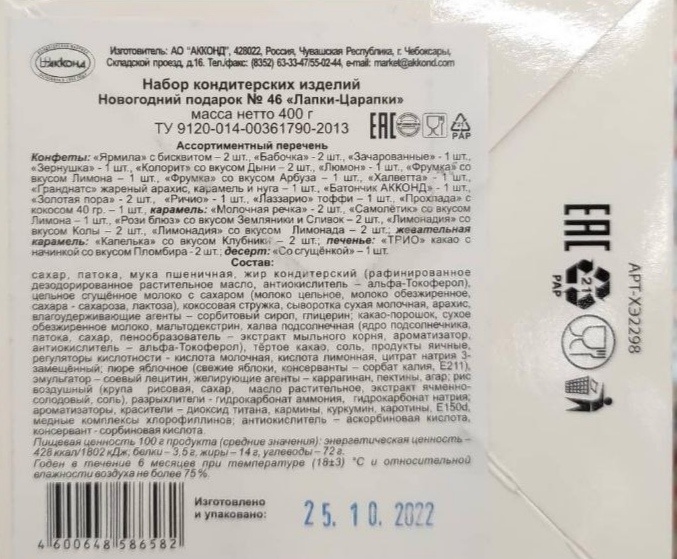 АККОНД
Изготовитель: АО "АККОНД", 428022, Россия, Чувашская Республика, г. Чебоксары,
Складской проезд, д.16. Тел./факс: (8352) 63-33-47/55-02-44, e-mail: market@akkond.com
Набор кондитерских изделий
Новогодний подарок № 46 «Лапки-Царапки»
масса нетто 400 г
ТУ 9120-014-00361790-2013
EAC
21
PAP
Ассортиментный перечень
Конфеты: «Ярмила» с бисквитом – 2 шт., «Бабочка» - 2 шт., «Зачарованные» - 1 шт.,
«Зернушка» - 1 шт., «Колорит» со вкусом Дыни – 2 шт., «Люмон» - 1 шт., «Фрумка» со
вкусом Лимона – 1 шт., «Фрумка» со вкусом Арбуза – 1 шт., «Халветта» - 1 шт.,
«Гранднатс» жареный арахис, карамель и нуга – 1 шт., «Батончик АККОНД» - 1 шт.,
«Золотая пора» - 2 шт., «Ричио» - 1 шт., «Лаззарио» тоффи – 1 шт., «Прохлада» с
кокосом 40 гр. – 1 шт., карамель: «Молочная речка» - 2 шт., «Самолётик» со вкусом
Лимона – 1 шт., «Рози блюз» со вкусом Земляники и Сливок – 2 шт., «Лимонадия» со
вкусом Колы – 2 шт., «Лимонадия» со вкусом Лимонада – 2 шт.; жевательная
карамель: «Капелька» со вкусом Клубники – 2 шт.; печенье: «ТРИО» какао с
начинкой со вкусом Пломбира - 2 шт.; десерт: «Со сгущёнкой» – 1 шт.
Состав:
сахар, патока, мука пшеничная, жир кондитерский (рафинированное
дезодорированное растительное масло, антиокислитель – альфа-Токоферол),
цельное сгущённое молоко с сахаром (молоко цельное, молоко обезжиренное,
сахара - сахароза, лактоза), кокосовая стружка, сыворотка сухая молочная, арахис,
влагоудерживающие агенты – сорбитовый сироп, глицерин; какао-порошок, сухое
обезжиренное молоко, мальтодекстрин, халва подсолнечная (ядро подсолнечника,
патока, сахар, пенообразователь – экстракт мыльного корня, ароматизатор,
антиокислитель – альфа-Токоферол), тёртое какао, соль, продукты яичные,
регуляторы кислотности - кислота молочная, кислота лимонная, цитрат натрия 3-
замещённый; пюре яблочное (свежие яблоки, консерванты – сорбат калия, E211),
эмульгатор – соевый лецитин, желирующие агенты – каррагинан, пектины, агар; рис
воздушный (крупа рисовая, сахар, масло растительное, экстракт ячменно-
солодовый, соль), разрыхлители - гидрокарбонат аммония, гидрокарбонат натрия;
ароматизаторы, красители – диоксид титана, кармины, куркумин, каротины, E150d,
медные комплексы хлорофиллинов; антиокислитель – аскорбиновая кислота,
консервант - сорбиновая кислота.
Пищевая ценность 100 г продукта (средние значения): энергетическая ценность –
428 ккал/1802 кДж; белки – 3,5 г, жиры – 14 г, углеводы – 72 г.
Годен в течение 6 месяцев при температуре (18±3) °С и относительной
влажности воздуха не более 75%.
Изготовлено
и упаковано:
25. 10. 2022
4 600648 586582
EAC
21
PAP
АРТ-ХЭ2298